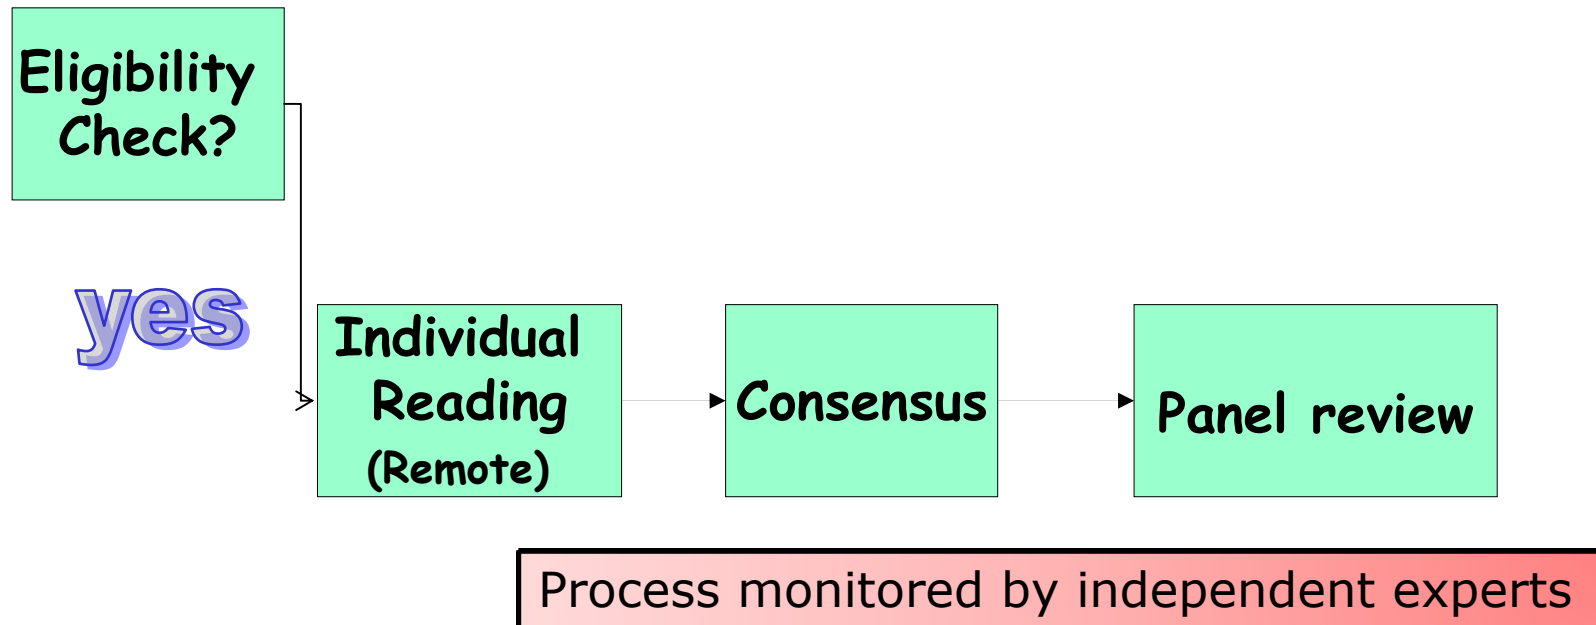 Eligibility
Check?
yes
Individual
Reading
(Remote)
Consensus
Panel review
Process monitored by independent experts